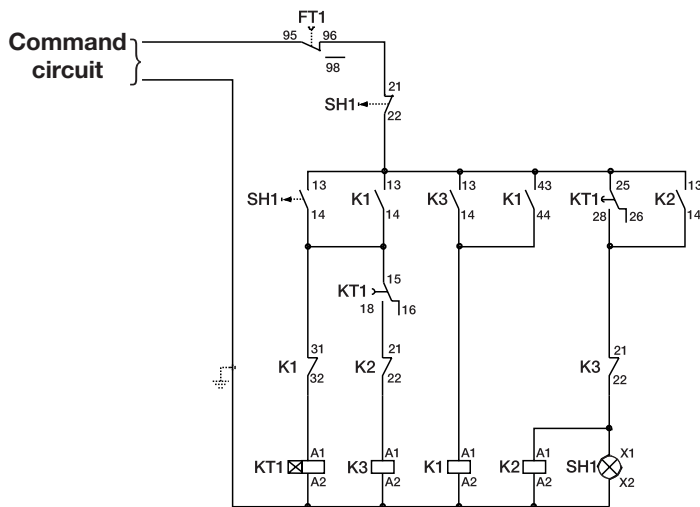 FT1
Command
circuit
95 96
98
21
SH1
22
13 13 13 43 25 13
SH1 K1 K3 K1 KT1 K2
14 14 14 44 28 26 14
15
KT1
18 16
31 21 21
K1 K2 K3
32 22 22
A1 A1 A1 A1 X1
KT1 K3 K1 K2 SH1
A2 A2 A2 A2 X2